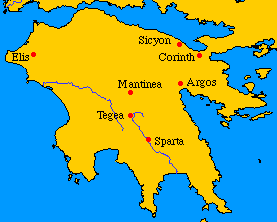 Sicyon
Elis
Corinth
Mantinea
Argos
Tegea
Sparta